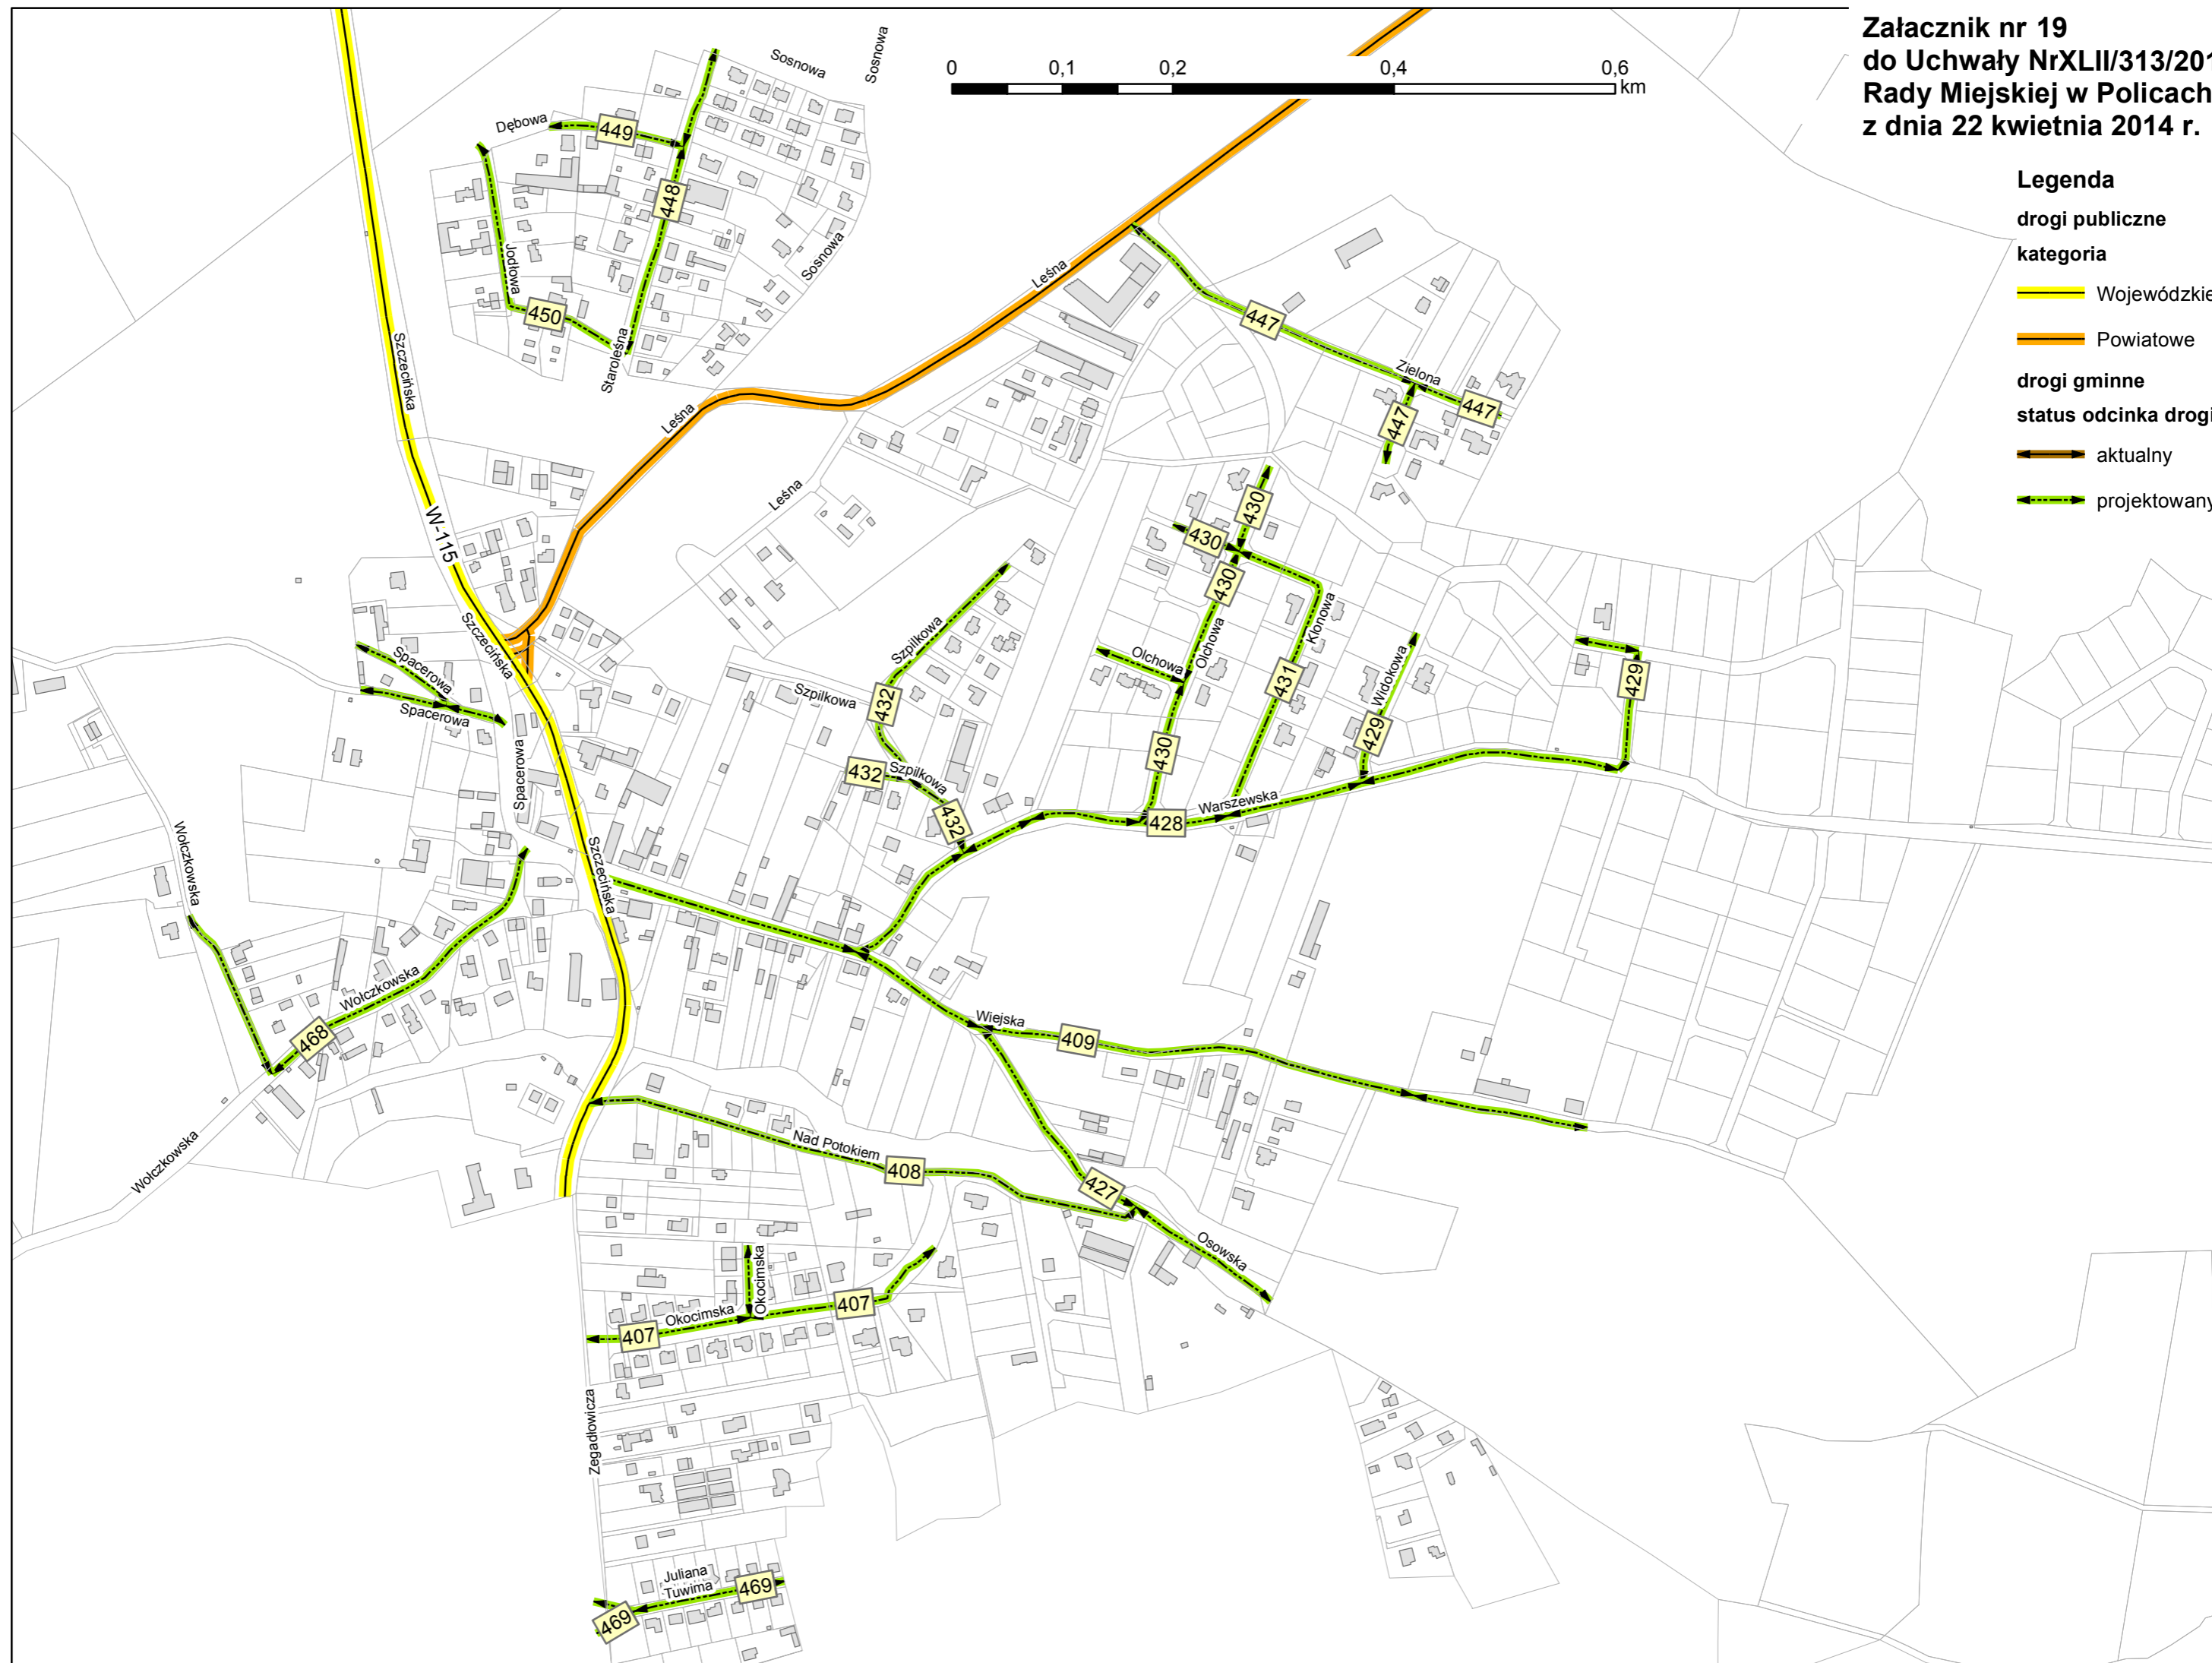 Załacznik nr 19
do Uchwały NrXLII/313/201
Rady Miejskiej w Policach
z dnia 22 kwietnia 2014 r.
Legenda
drogi publiczne
kategoria
Wojewódzkie
Powiatowe
drogi gminne
status odcinka drogi
aktualny
projektowany
0
0,1
0,2
0,4
0,6
km
Sosnowa
Sosnowa
Dębowa
449
448
Jodłowa
Sosnowa
450
Staroleśna
Szczecińska
Leśna
447
Zielona
447
447
Leśna
Leśna
W-115
430
430
430
Szczecińska
Spacerowa
Spacerowa
Spacerowa
Szpilkowa
Szpilkowa
432
432
Szpilkowa
432
Olchowa
Olchowa
Klonowa
431
430
Widokowa
429
429
Warszewska
428
Wołczkowska
Szczecińska
Wołczkowska
468
Wołczkowska
Wiejska
409
Nad Potokiem
408
427
Osowska
Okocimska
Okocimska
407
407
Zegadłowicza
Juliana
Tuwima
469
469